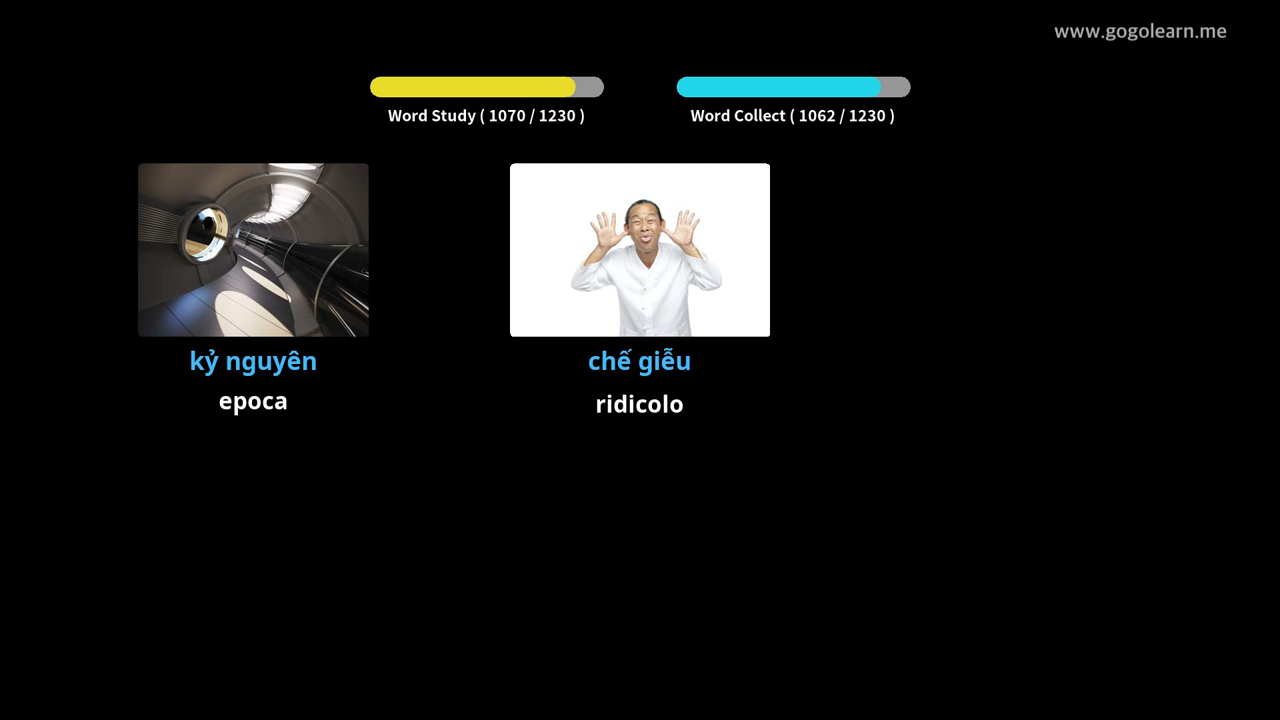 www.gogolearn.me
Word Study ( 1070 / 1230 )
Word Collect ( 1062 / 1230 )
kỷ nguyên
epoca
chế giễu
ridicolo